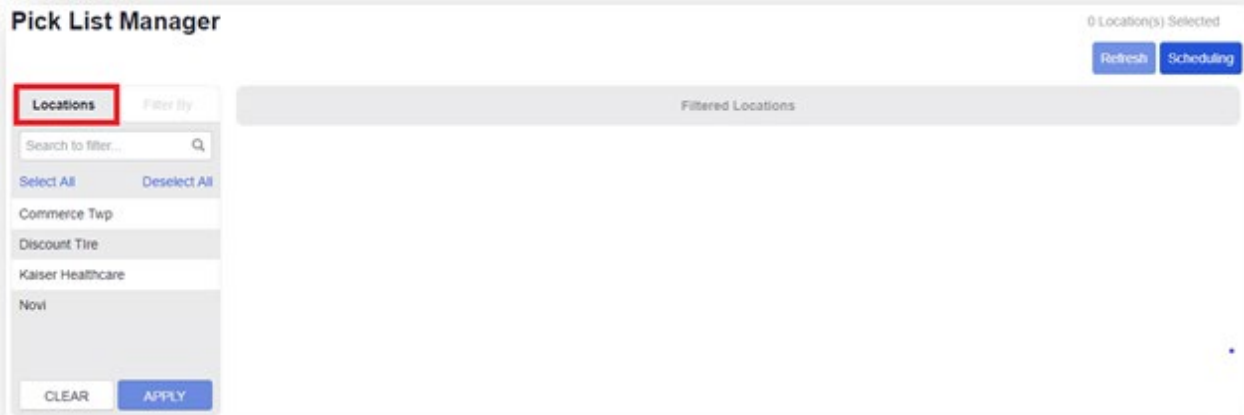 Pick List Manager
0 Location(s) Selected
Refresh Scheduling
Locations Filter By
Filtered Locations
Search to filter...
Select All Deselect All
Commerce Twp
Discount Tire
Kaiser Healthcare
Novi
CLEAR APPLY